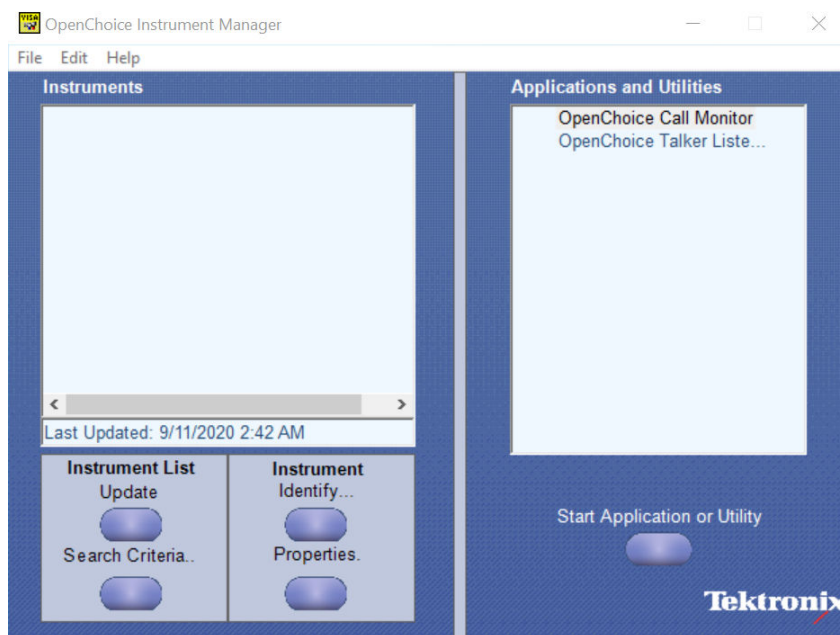 VISA
OpenChoice Instrument Manager
File Edit Help
Instruments
Last Updated: 9/11/2020 2:42 AM
Instrument List
Update
Search Criteria..
Instrument
Identify...
Properties.
Applications and Utilities
OpenChoice Call Monitor
OpenChoice Talker Liste...
Start Application or Utility
Tektronix